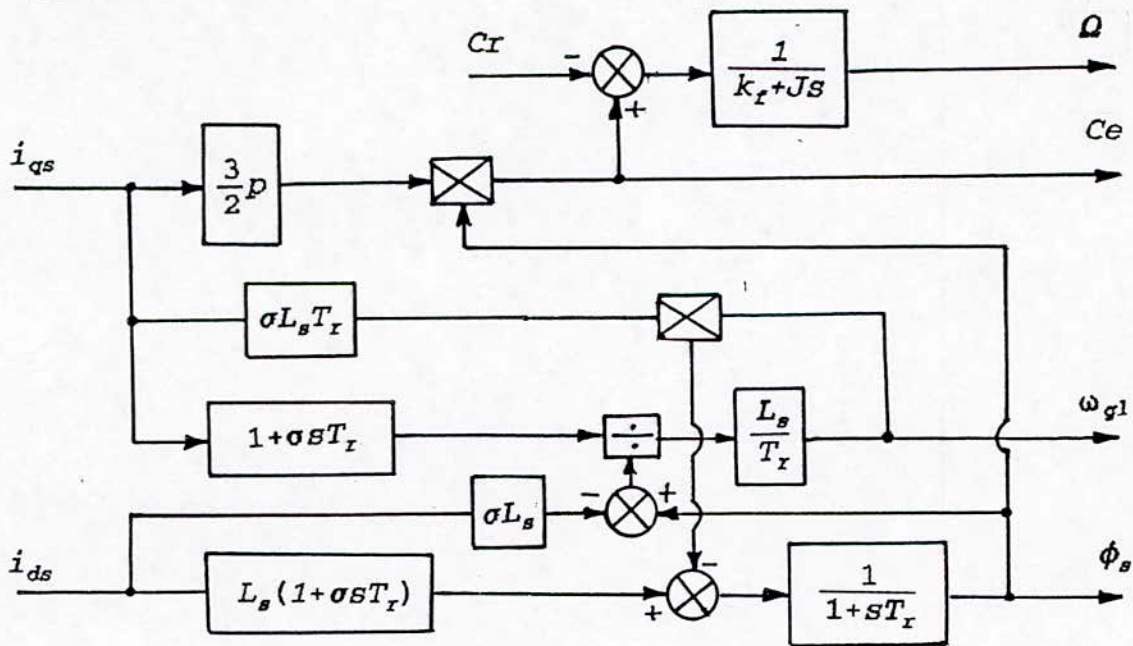 Cr
-
+
1
k_f+Js
Ω
i_qs
3
2 p
Ce
σL_sT_r
1+σsT_r
÷
L_s
T_r
ω_gl
σL_s
-
+
i_ds
L_s(1+σsT_r)
+
-
1
1+sT_r
ϕ_s